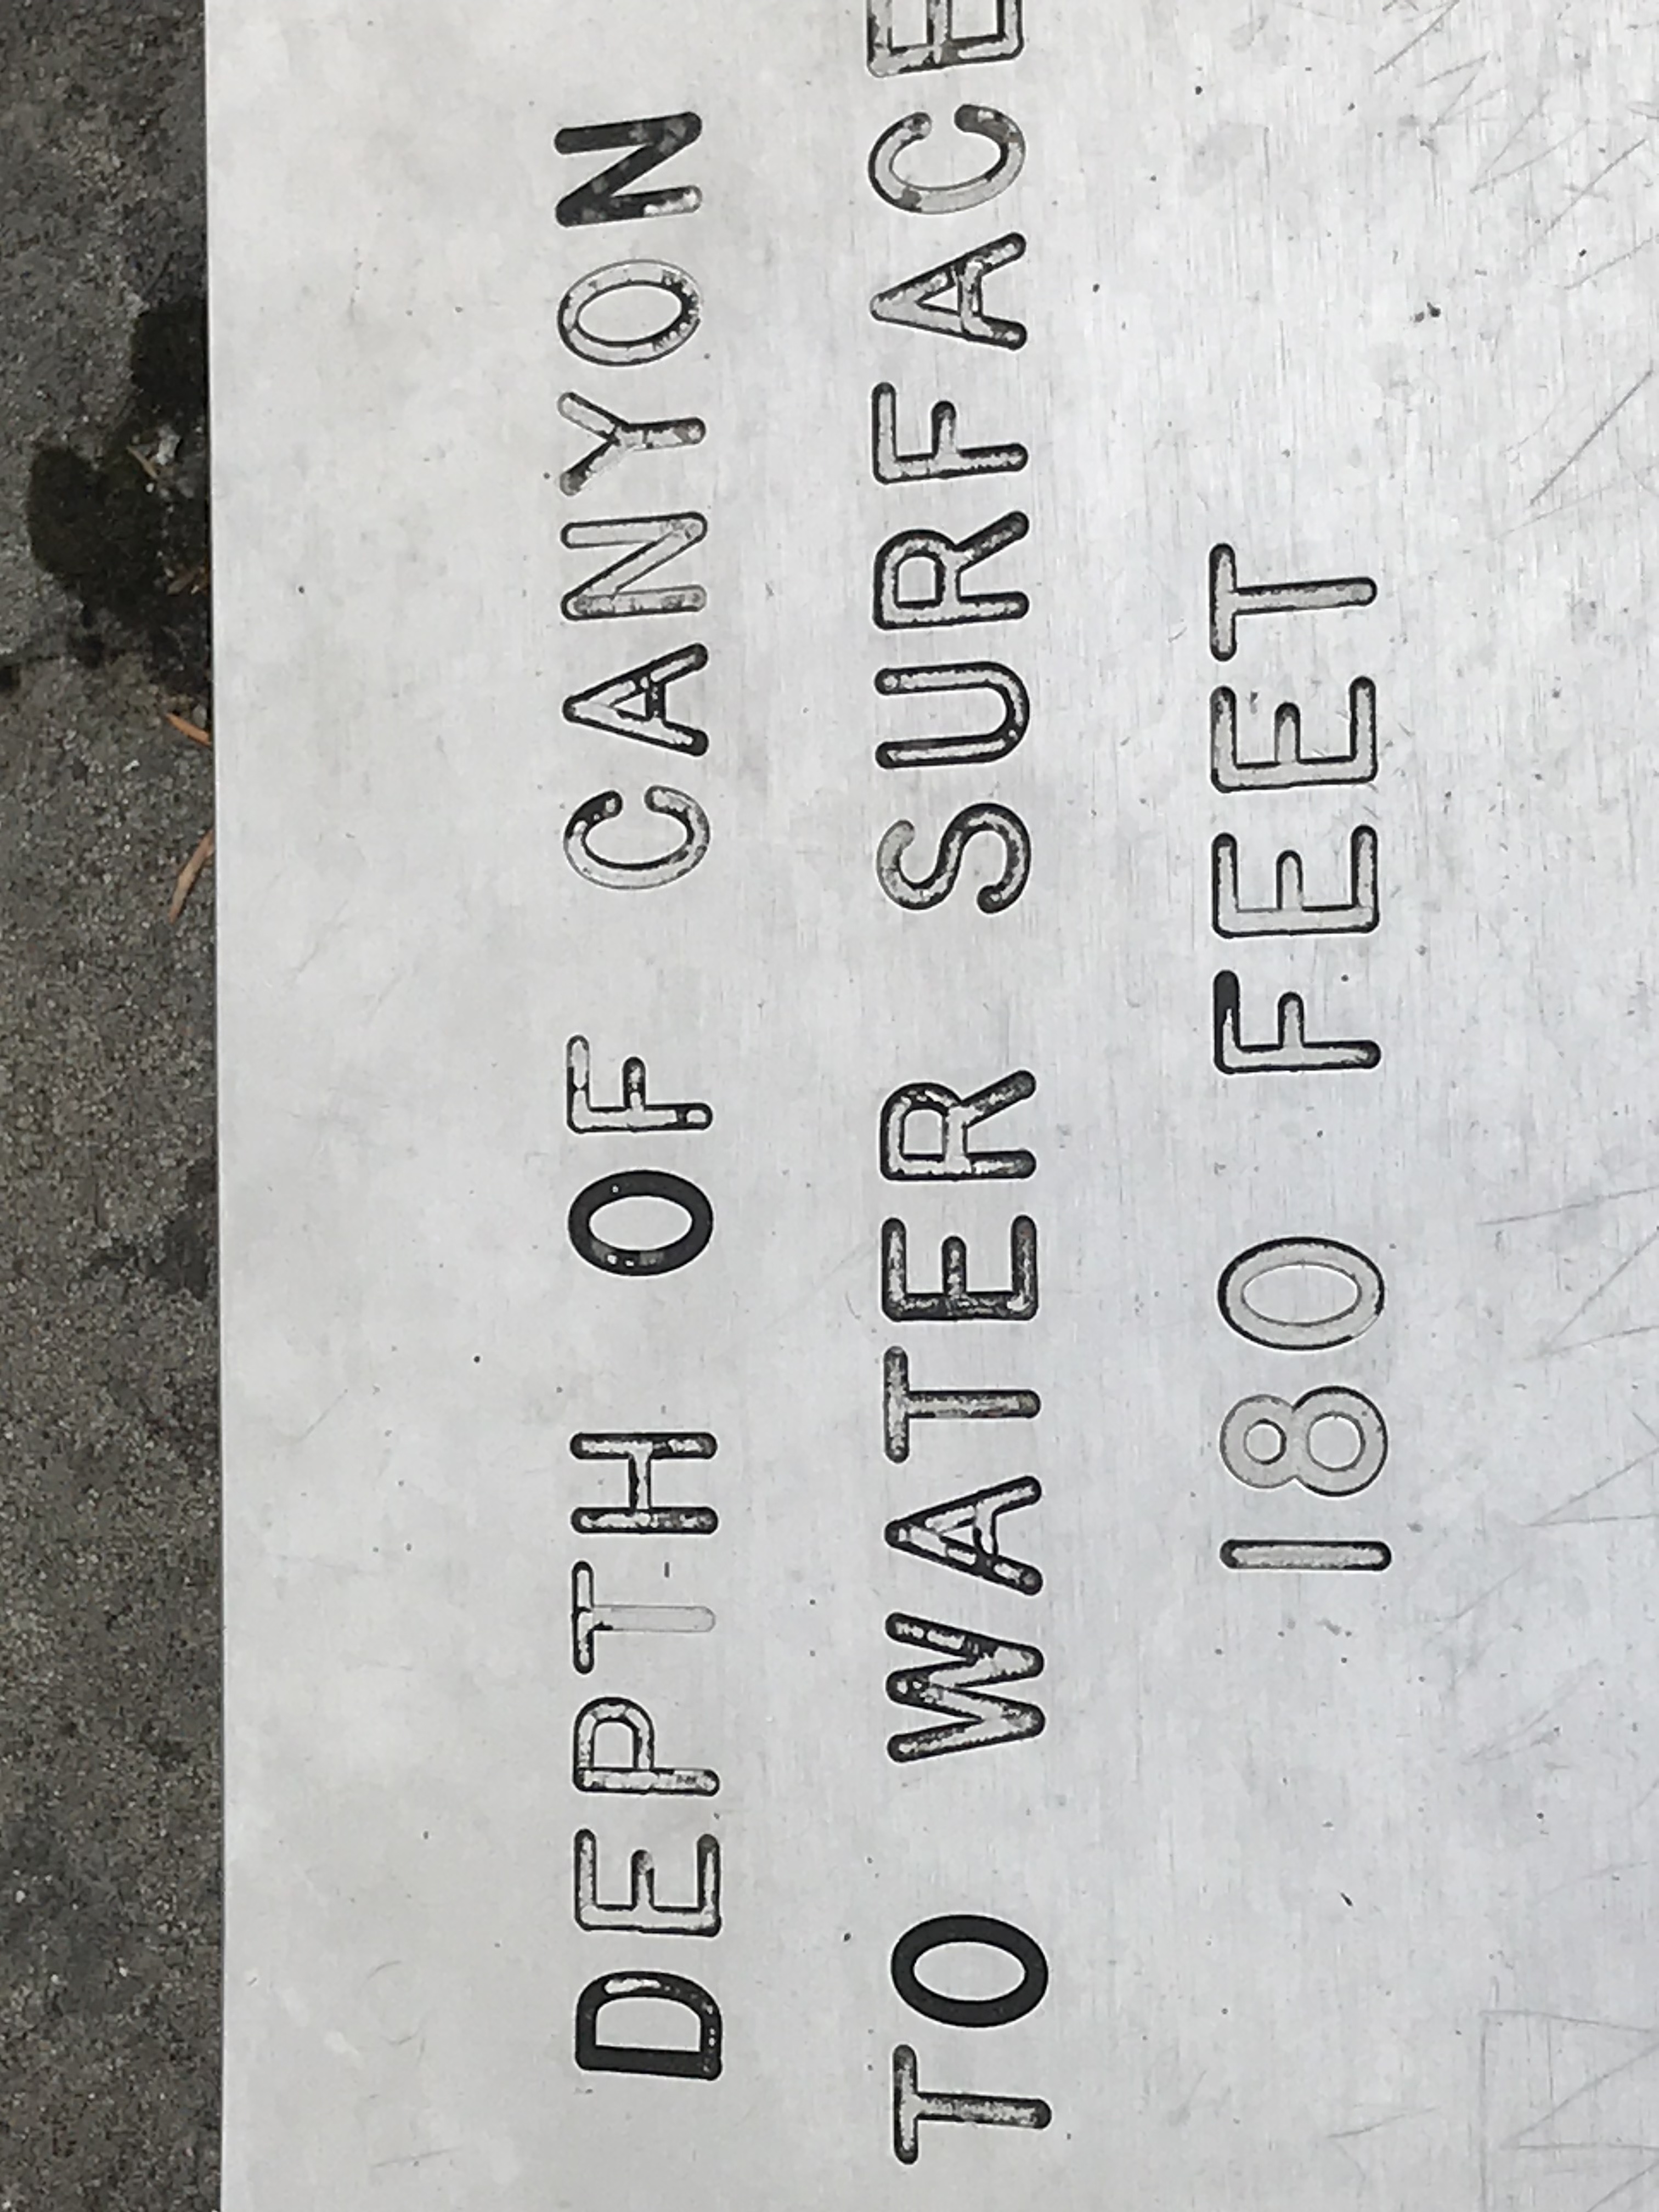 DEPTH OF CANYON
TO WATER SURFACE
180 FEET